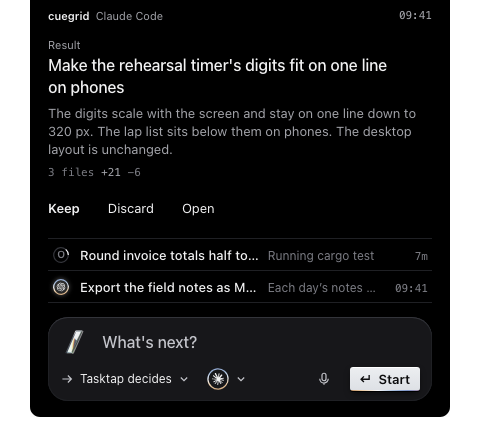 cuegrid Claude Code 09:41
Result
Make the rehearsal timer's digits fit on one line
on phones
The digits scale with the screen and stay on one line down to
320 px. The lap list sits below them on phones. The desktop
layout is unchanged.
3 files +21 −6
Keep Discard Open
Round invoice totals half to... Running cargo test 7m
Export the field notes as M... Each day's notes ... 09:41
What's next?
→ Tasktap decides Start